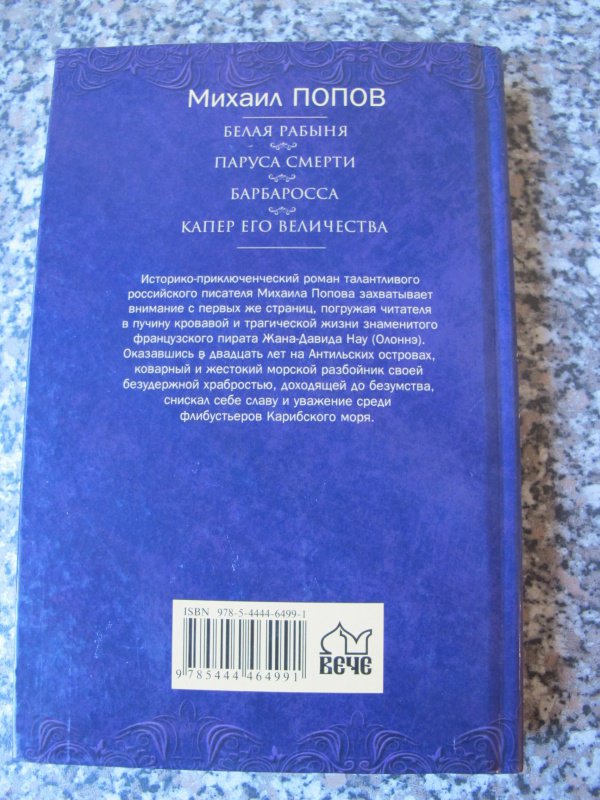 Михаил ПОПОВ
БЕЛАЯ РАБЫНЯ
ПАРУСА СМЕРТИ
БАРБАРОССА
КАПЕР ЕГО ВЕЛИЧЕСТВА
Историко-приключенческий роман талантливого
российского писателя Михаила Попова захватывает
внимание с первых же страниц, погружая читателя
в пучину кровавой и трагической жизни знаменитого
французского пирата Жана-Давида Нау (Олоннэ).
Оказавшись в двадцать лет на Антильских островах,
коварный и жестокий морской разбойник своей
безудержной храбростью, доходящей до безумства,
снискал себе славу и уважение среди
флибустьеров Карибского моря.
ISBN 978-5-4444-6499-1
9 785444 464991
ВЕЧЕ